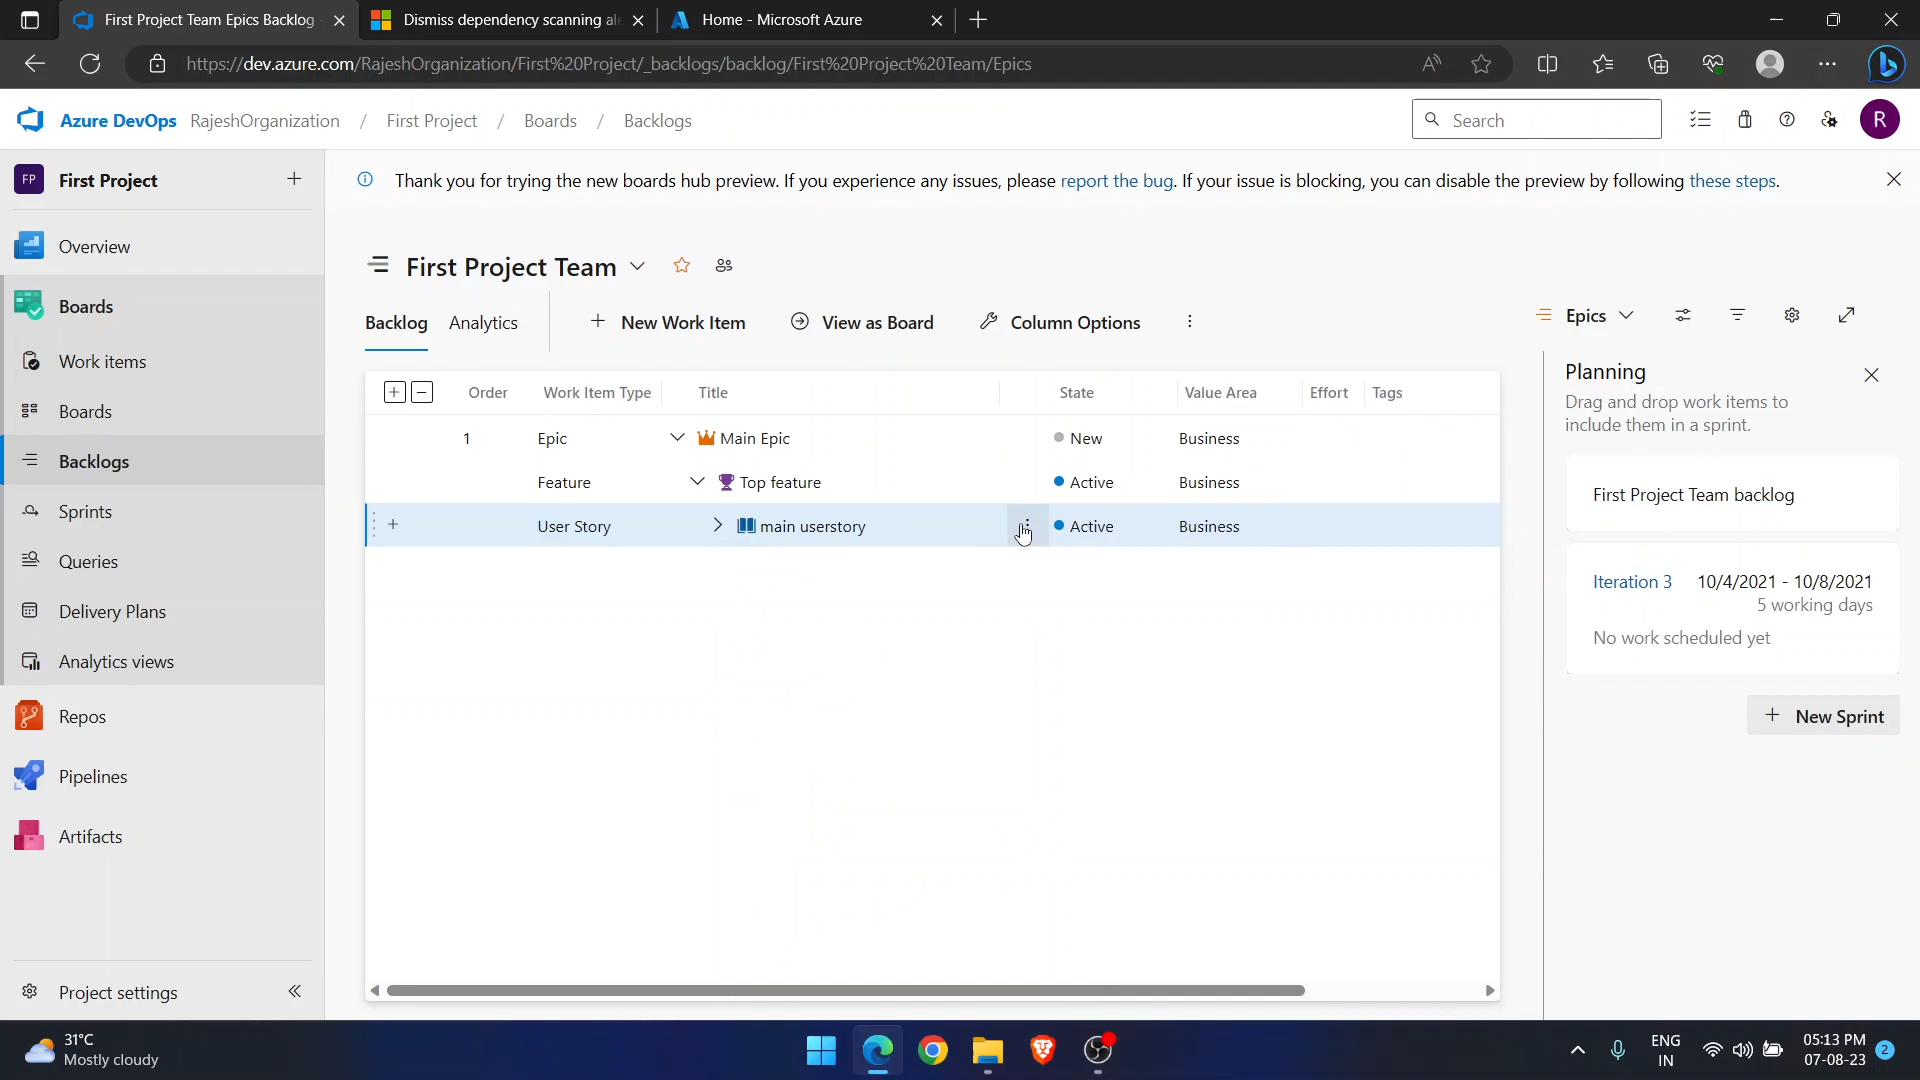 First Project Team Epics Backlog
Dismiss dependency scanning al
Home - Microsoft Azure
https://dev.azure.com/RajeshOrganization/First%20Project/_backlogs/backlog/First%20Project%20Team/Epics
Azure DevOps RajeshOrganization / First Project / Boards / Backlogs
Search
R
FP First Project
Thank you for trying the new boards hub preview. If you experience any issues, please report the bug. If your issue is blocking, you can disable the preview by following these steps.
Overview
Boards
Work items
Boards
Backlogs
Sprints
Queries
Delivery Plans
Analytics views
Repos
Pipelines
Artifacts
Project settings
First Project Team
Backlog Analytics New Work Item View as Board Column Options
Epics
Order Work Item Type Title State Value Area Effort Tags
1 Epic Main Epic New Business
Feature Top feature Active Business
User Story main userstory Active Business
Planning
Drag and drop work items to
include them in a sprint.
First Project Team backlog
Iteration 3 10/4/2021 - 10/8/2021
5 working days
No work scheduled yet
New Sprint
31°C
Mostly cloudy
ENG
IN
05:13 PM
07-08-23
2